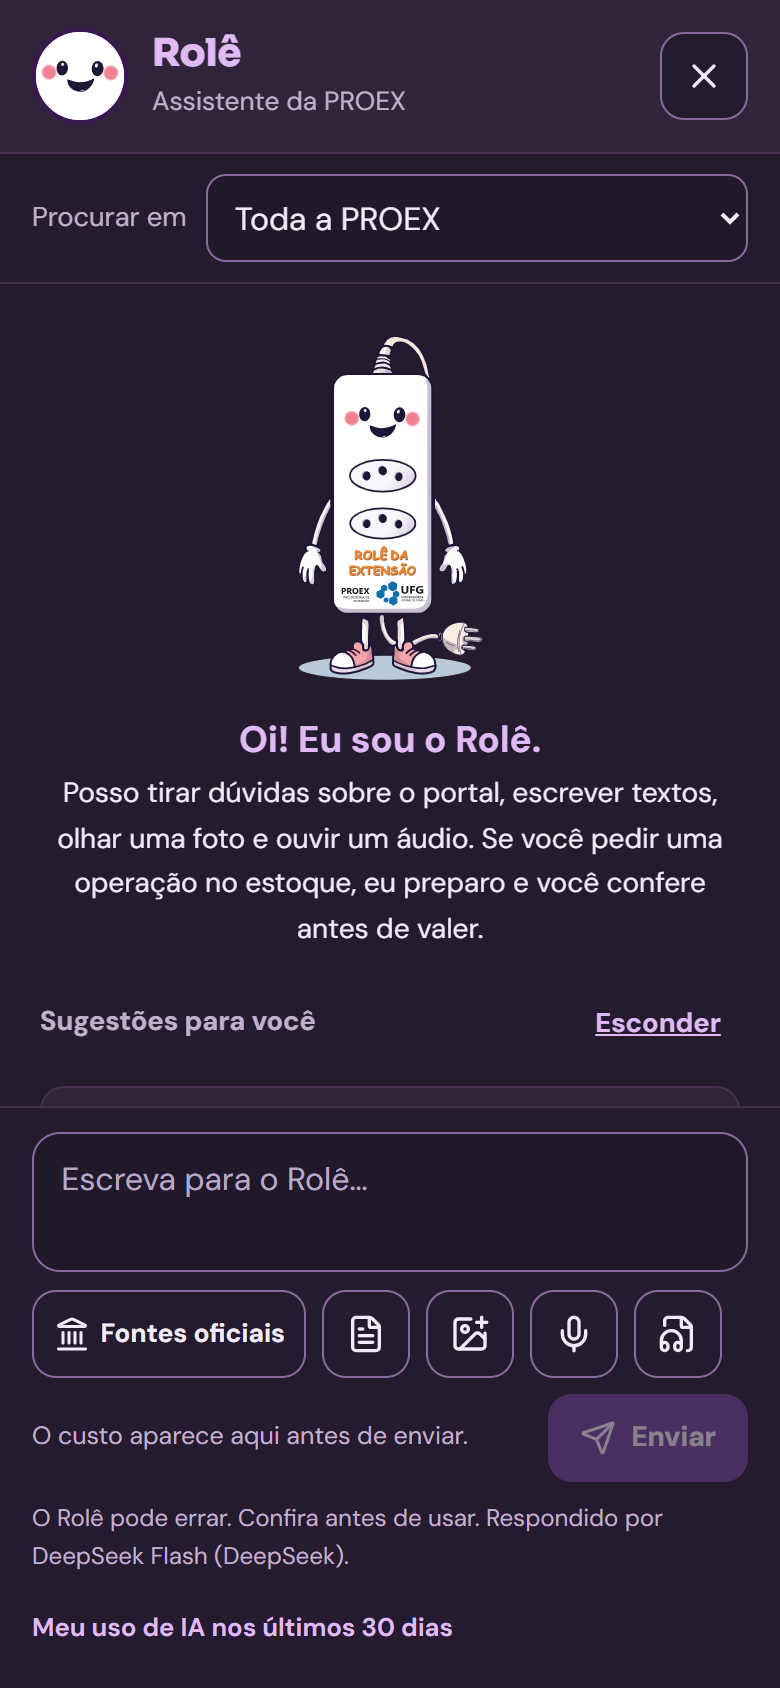 Rolê
Assistente da PROEX
Procurar em
Toda a PROEX
ROLÊ DA
EXTENSÃO
PROEX
UFG
Oi! Eu sou o Rolê.
Posso tirar dúvidas sobre o portal, escrever textos,
olhar uma foto e ouvir um áudio. Se você pedir uma
operação no estoque, eu preparo e você confere
antes de valer.
Sugestões para você
Esconder
Escreva para o Rolê...
Fontes oficiais
O custo aparece aqui antes de enviar.
Enviar
O Rolê pode errar. Confira antes de usar. Respondido por
DeepSeek Flash (DeepSeek).
Meu uso de IA nos últimos 30 dias